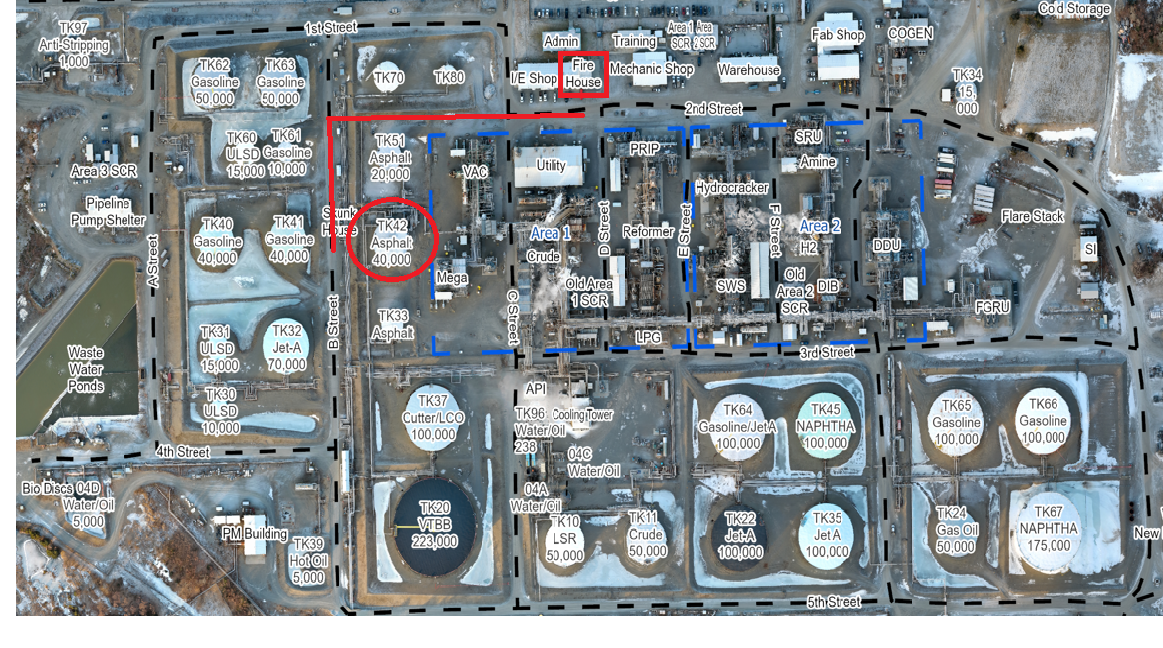 Cold Storage
TK97
Anti-Stripping
1,000
1st Street
Admin
Training
Area 1
SCR
Area
2 SCR
Fab Shop
COGEN
TK62
Gasoline
50,000
TK63
Gasoline
50,000
TK70
TK80
I/E Shop
Fire
House
Mechanic Shop
Warehouse
TK34
15,
000
2nd Street
TK60
ULSD
15,000
TK61
Gasoline
10,000
TK51
Asphalt
20,000
VAC
Utility
PRIP
SRU
Amine
Area 3 SCR
Hydrocracker
Pipeline
Pump Shelter
Skunk
House
TK40
Gasoline
40,000
TK41
Gasoline
40,000
TK42
Asphalt
40,000
Area 1
Crude
D Street
Reformer
E Street
F Street
Area 2
H2
DDU
Flare Stack
SI
A Street
Mega
Old Area
1 SCR
SWS
Old
Area 2
SCR
DIB
FGRU
B Street
C Street
TK31
ULSD
15,000
TK32
Jet-A
70,000
TK33
Asphalt
LPG
3rd Street
Waste
Water
Ponds
TK30
ULSD
10,000
TK37
Cutter/LCO
100,000
API
TK96
Water/Oil
238
Cooling Tower
TK64
Gasoline/JetA
100,000
TK45
NAPHTHA
100,000
TK65
Gasoline
100,000
TK66
Gasoline
100,000
4th Street
04C
Water/Oil
Bio Discs
04D
Water/Oil
5,000
04A
Water/Oil
PM Building
TK39
Hot Oil
5,000
TK20
VTBB
223,000
TK10
LSR
50,000
TK11
Crude
50,000
TK22
Jet-A
100,000
TK35
Jet A
100,000
TK24
Gas Oil
50,000
TK67
NAPHTHA
175,000
New
5th Street